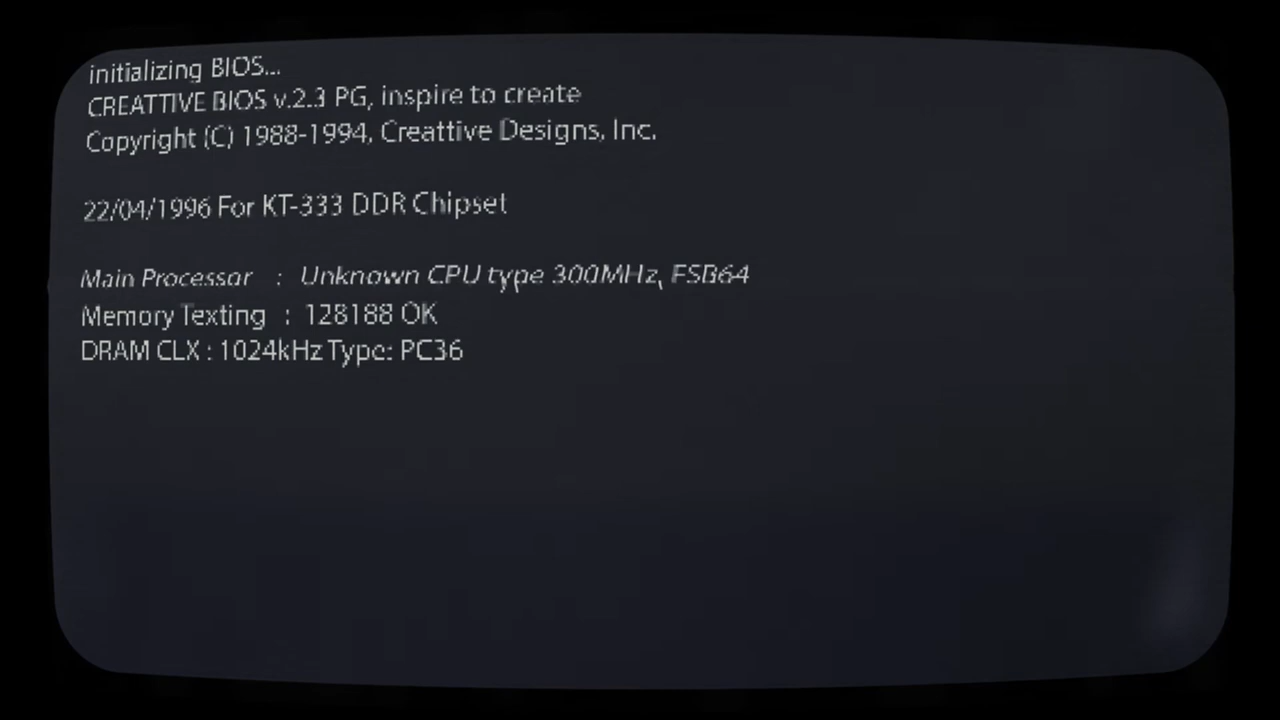 initializing BIOS...
CREATTIVE BIOS v.2.3 PG, inspire to create
Copyright (C) 1988-1994, Creattive Designs, Inc.
22/04/1996 For KT-333 DDR Chipset
Main Processor : Unknown CPU type 300MHz, FSB64
Memory Texting : 128188 OK
DRAM CLX : 1024kHz Type: PC36